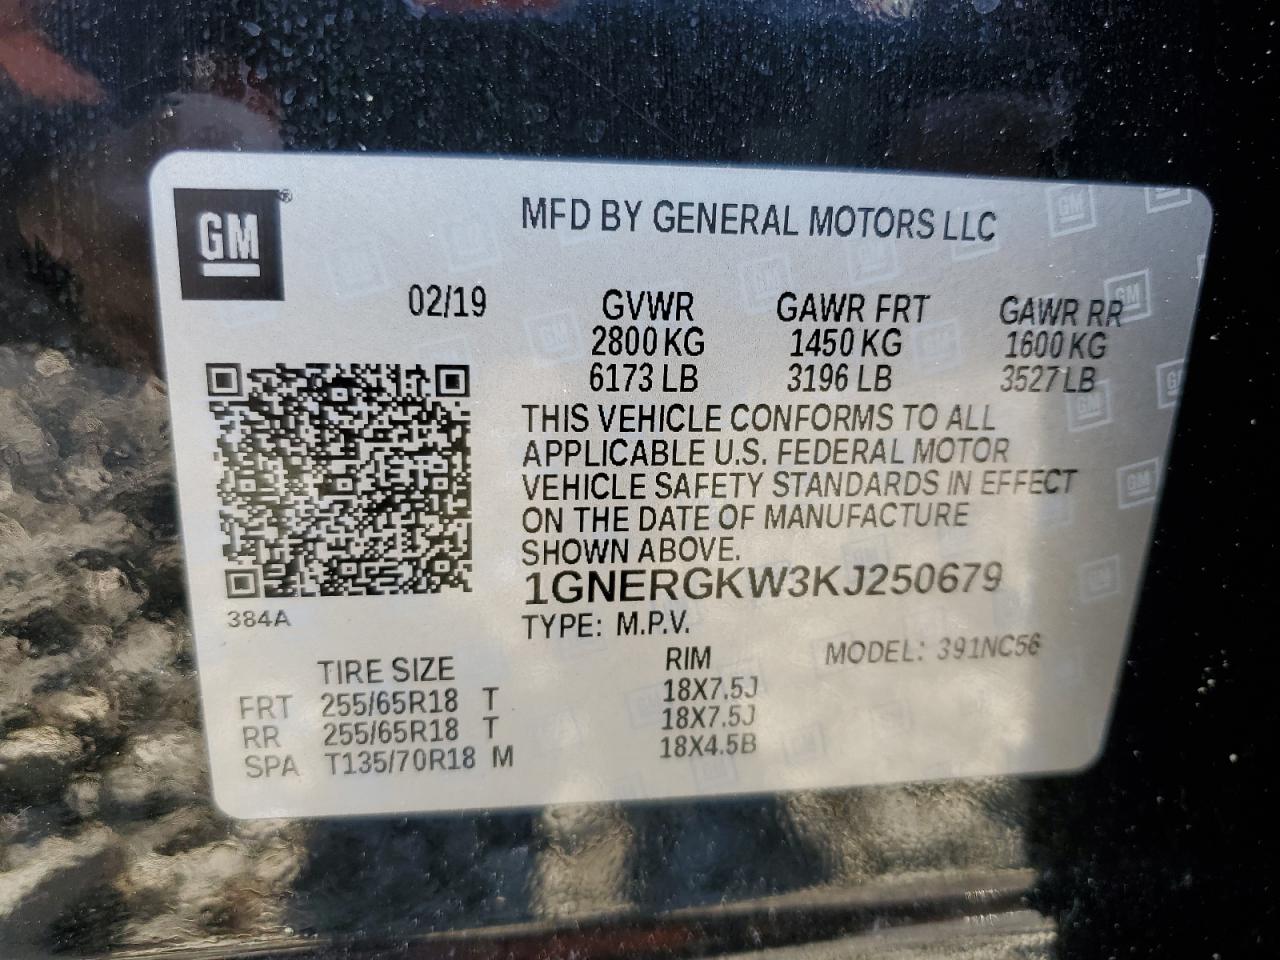 GM®
MFD BY GENERAL MOTORS LLC
02/19 GVWR GAWR FRT GAWR RR
2800 KG 1450 KG 1600 KG
6173 LB 3196 LB 3527 LB
THIS VEHICLE CONFORMS TO ALL
APPLICABLE U.S. FEDERAL MOTOR
VEHICLE SAFETY STANDARDS IN EFFECT
ON THE DATE OF MANUFACTURE
SHOWN ABOVE.
1GNERGKW3KJ250679
384A
TYPE: M.P.V.
MODEL: 391NC56
TIRE SIZE RIM
FRT 255/65R18 T 18X7.5J
RR 255/65R18 T 18X7.5J
SPA T135/70R18 M 18X4.5B